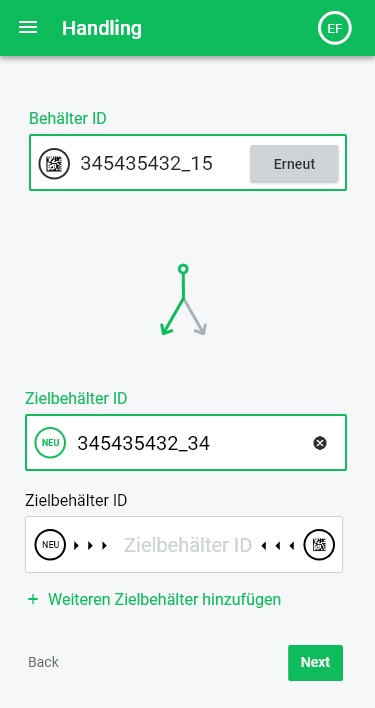 Handling
EF
Behälter ID
345435432_15
Erneut
Zielbehälter ID
NEU
345435432_34
Zielbehälter ID
NEU
Zielbehälter ID
+ Weiteren Zielbehälter hinzufügen
Back
Next